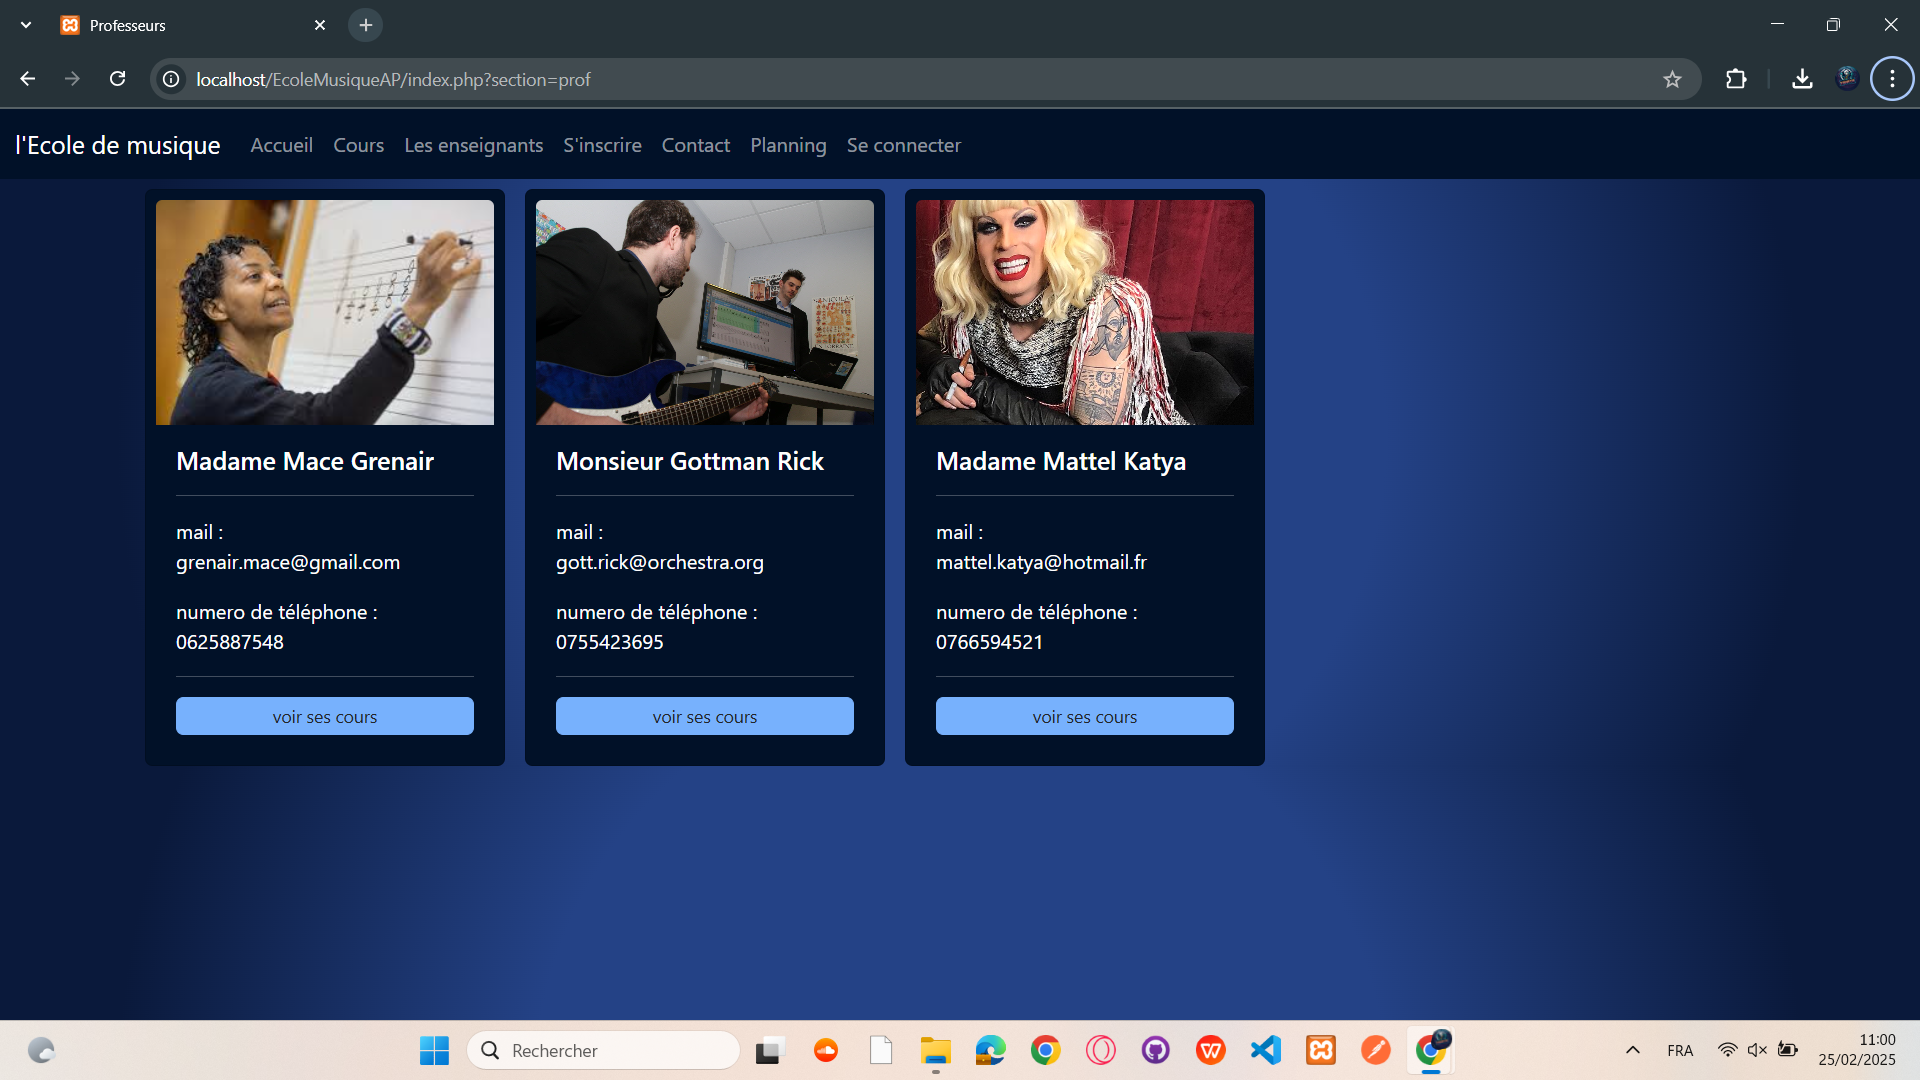 Professeurs
localhost/EcoleMusiqueAP/index.php?section=prof
l'Ecole de musique Accueil Cours Les enseignants S'inscrire Contact Planning Se connecter
Madame Mace Grenair
mail :
grenair.mace@gmail.com
numero de téléphone :
0625887548
voir ses cours
Monsieur Gottman Rick
mail :
gott.rick@orchestra.org
numero de téléphone :
0755423695
voir ses cours
Madame Mattel Katya
mail :
mattel.katya@hotmail.fr
numero de téléphone :
0766594521
voir ses cours
Rechercher
FRA
11:00
25/02/2025